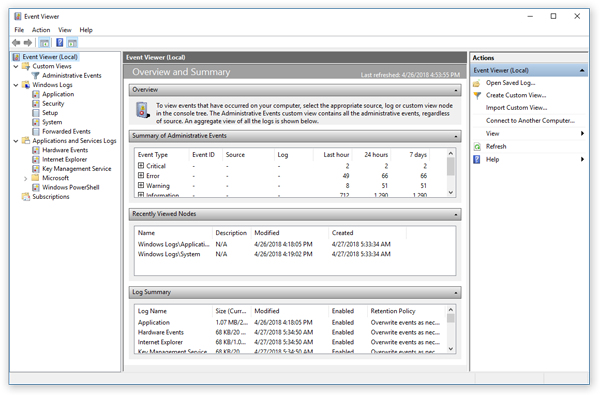 Event Viewer
File Action View Help
Event Viewer (Local)
Custom Views
Administrative Events
Windows Logs
Application
Security
Setup
System
Forwarded Events
Applications and Services Logs
Hardware Events
Internet Explorer
Key Management Service
Microsoft
Windows PowerShell
Subscriptions
Event Viewer (Local)
Overview and Summary Last refreshed: 4/26/2018 4:53:55 PM
Overview
To view events that have occurred on your computer, select the appropriate source, log or custom view node
in the console tree. The Administrative Events custom view contains all the administrative events, regardless
of source. An aggregate view of all the logs is shown below.
Summary of Administrative Events
Event Type Event ID Source Log Last hour 24 hours 7 days
Critical - - - 2 2 2
Error - - - 49 66 66
Warning - - - 8 51 51
Information - - - 712 1,290 1,290
Recently Viewed Nodes
Name Description Modified Created
Windows Logs\Applicati... N/A 4/26/2018 4:18:05 PM 4/27/2018 5:33:34 AM
Windows Logs\System N/A 4/26/2018 4:19:02 PM 4/27/2018 5:33:34 AM
Log Summary
Log Name Size (Curr... Modified Enabled Retention Policy
Application 1.07 MB/2... 4/26/2018 4:18:05 PM Enabled Overwrite events as nec...
Hardware Events 68 KB/20 ... 4/27/2018 5:34:50 AM Enabled Overwrite events as nec...
Internet Explorer 68 KB/1.0... 4/27/2018 5:34:50 AM Enabled Overwrite events as nec...
Key Management Service 68 KB/20 ... 4/27/2018 5:34:50 AM Enabled Overwrite events as nec...
Actions
Event Viewer (Local)
Open Saved Log...
Create Custom View...
Import Custom View...
Connect to Another Computer...
View
Refresh
Help